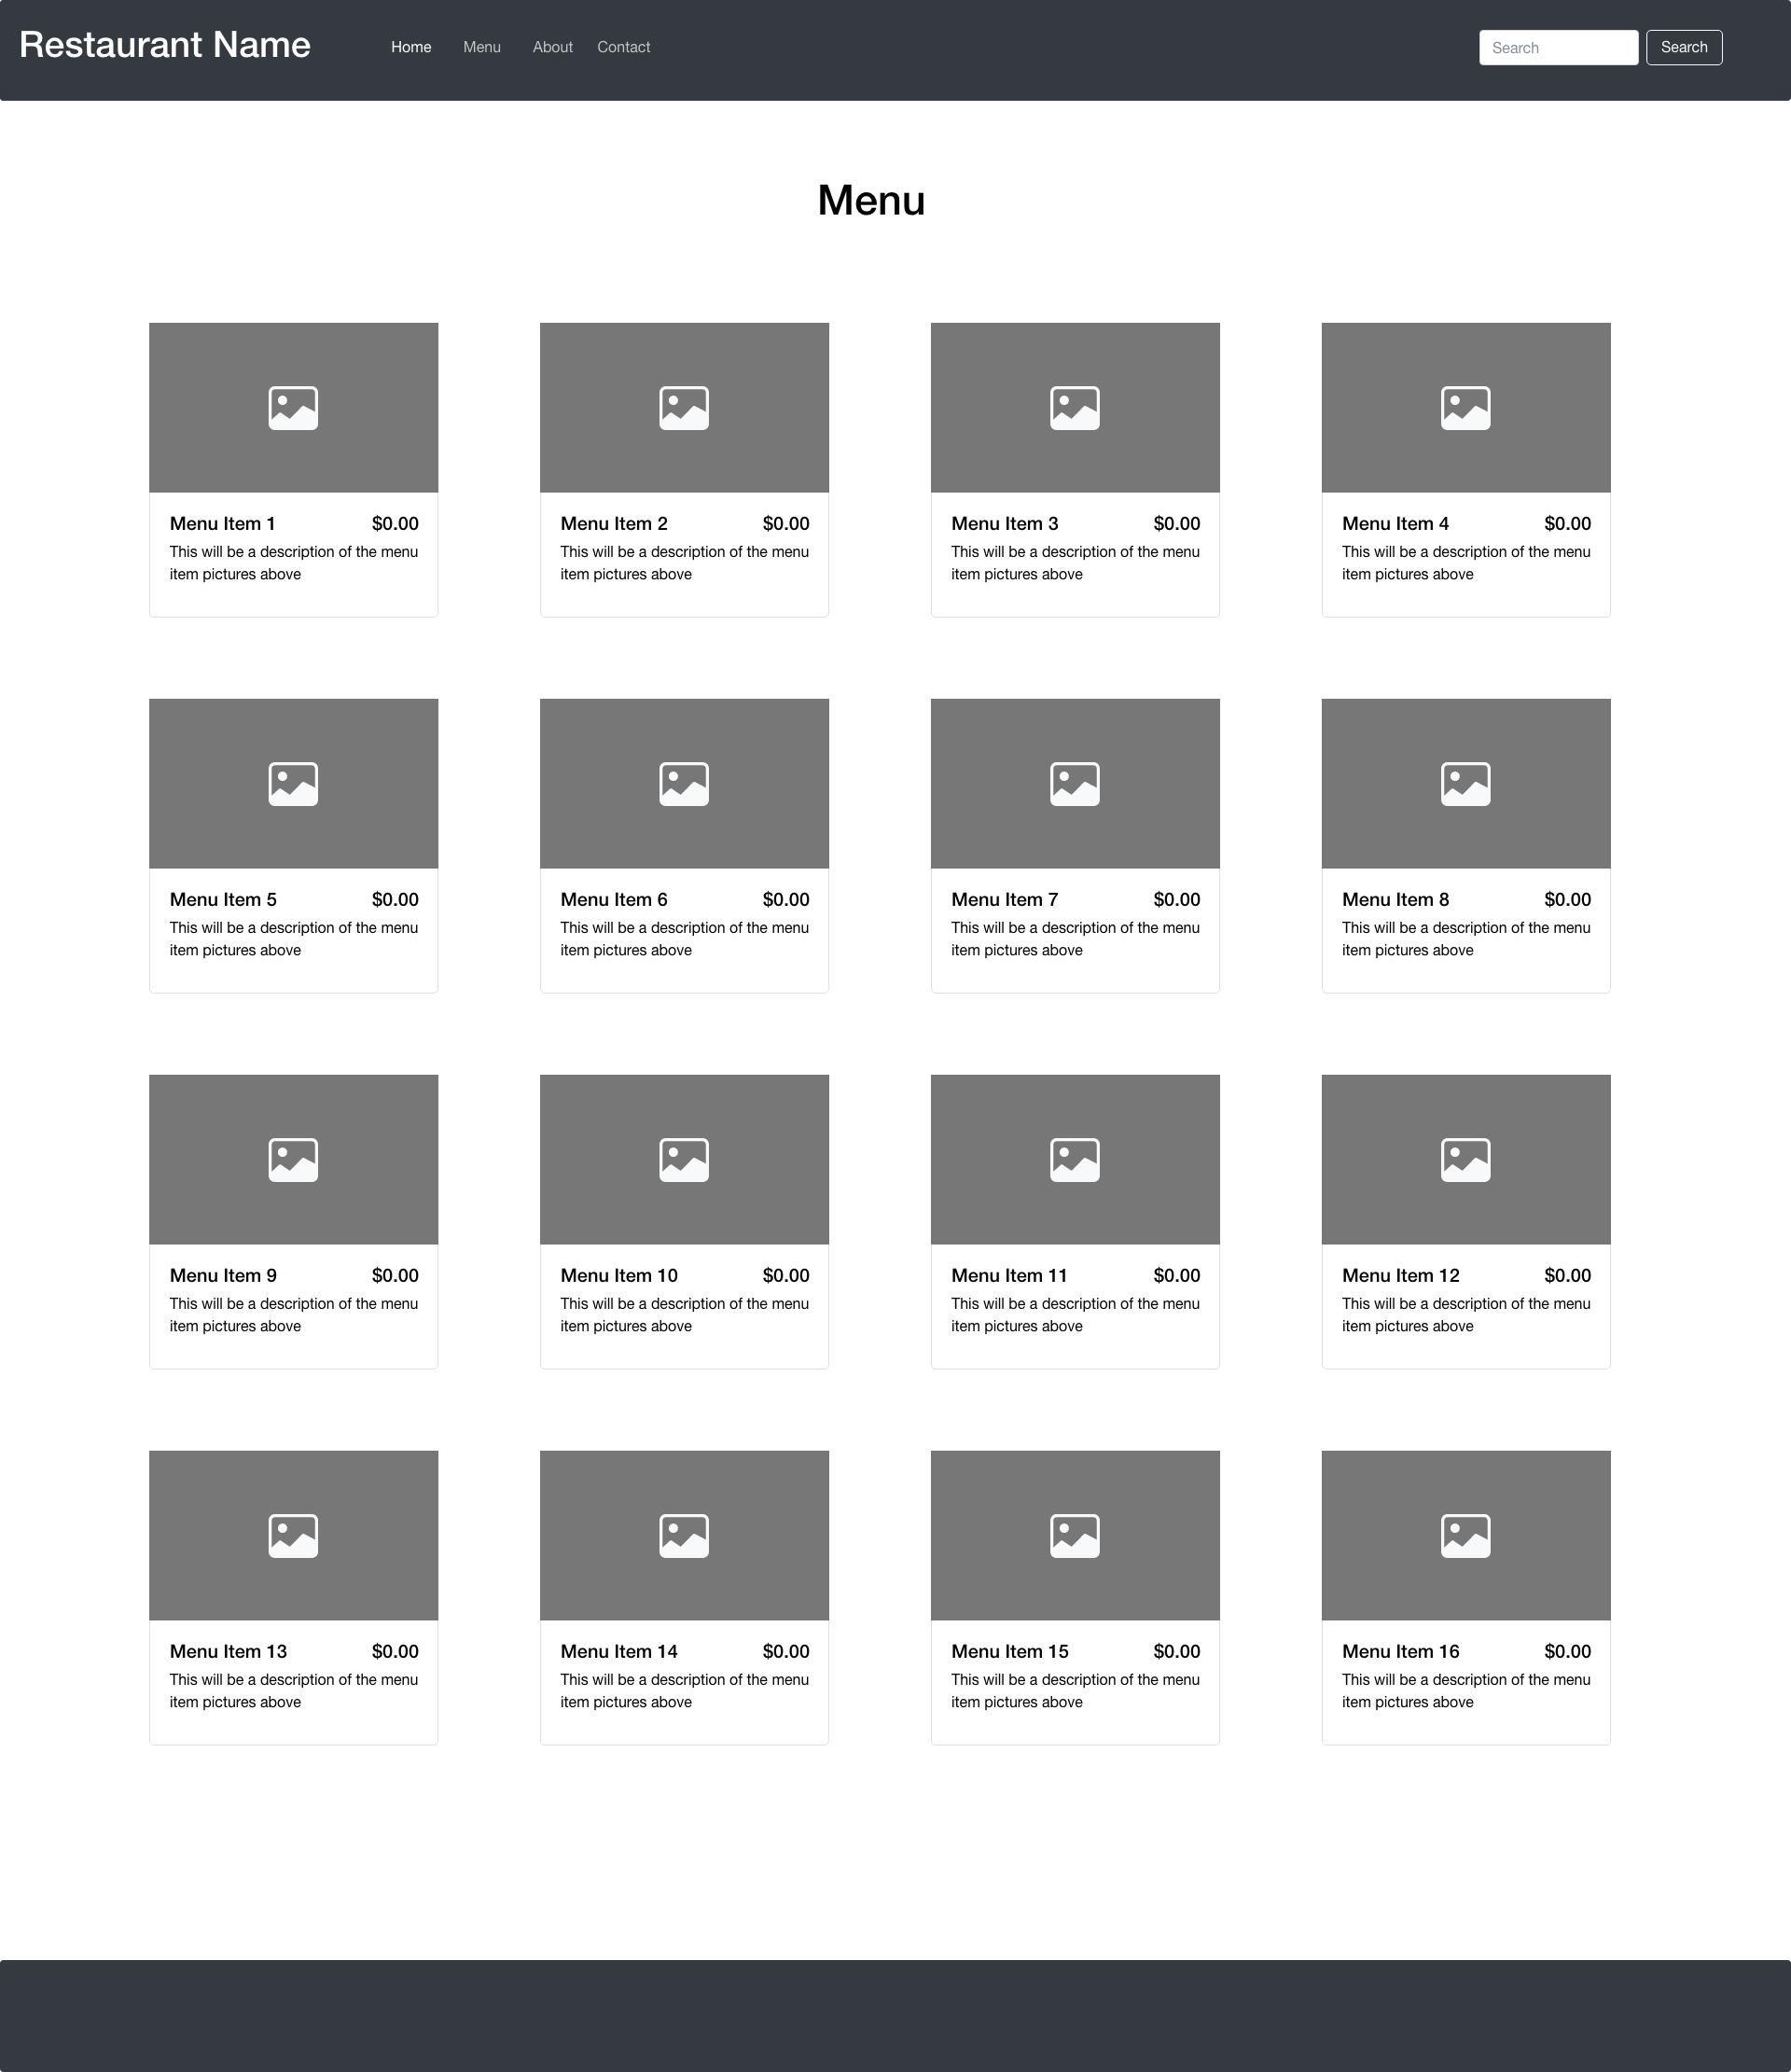 Restaurant Name Home Menu About Contact Search Search
Menu
Menu Item 1 $0.00
This will be a description of the menu
item pictures above
Menu Item 2 $0.00
This will be a description of the menu
item pictures above
Menu Item 3 $0.00
This will be a description of the menu
item pictures above
Menu Item 4 $0.00
This will be a description of the menu
item pictures above
Menu Item 5 $0.00
This will be a description of the menu
item pictures above
Menu Item 6 $0.00
This will be a description of the menu
item pictures above
Menu Item 7 $0.00
This will be a description of the menu
item pictures above
Menu Item 8 $0.00
This will be a description of the menu
item pictures above
Menu Item 9 $0.00
This will be a description of the menu
item pictures above
Menu Item 10 $0.00
This will be a description of the menu
item pictures above
Menu Item 11 $0.00
This will be a description of the menu
item pictures above
Menu Item 12 $0.00
This will be a description of the menu
item pictures above
Menu Item 13 $0.00
This will be a description of the menu
item pictures above
Menu Item 14 $0.00
This will be a description of the menu
item pictures above
Menu Item 15 $0.00
This will be a description of the menu
item pictures above
Menu Item 16 $0.00
This will be a description of the menu
item pictures above